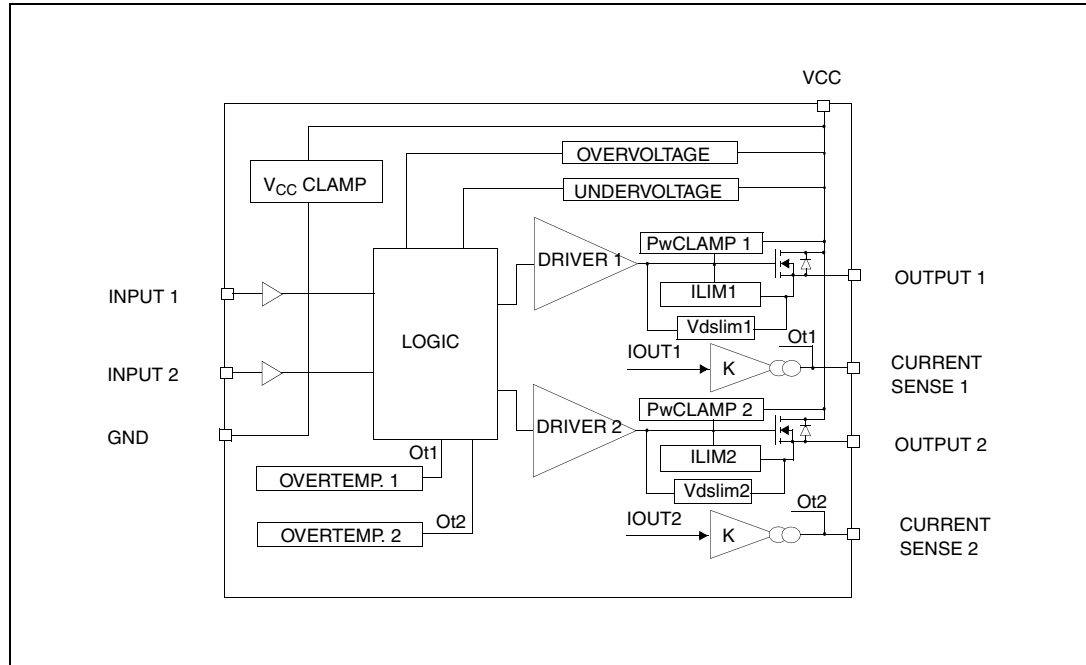 VCC
OVERVOLTAGE
VCC CLAMP
UNDERVOLTAGE
PwCLAMP 1
DRIVER 1
OUTPUT 1
INPUT 1
ILIM1
Vdslim1
LOGIC
Ot1
IOUT1
K
CURRENT
SENSE 1
INPUT 2
PwCLAMP 2
DRIVER 2
GND
OUTPUT 2
Ot1
ILIM2
OVERTEMP. 1
Vdslim2
Ot2
Ot2
IOUT2
OVERTEMP. 2
K
CURRENT
SENSE 2